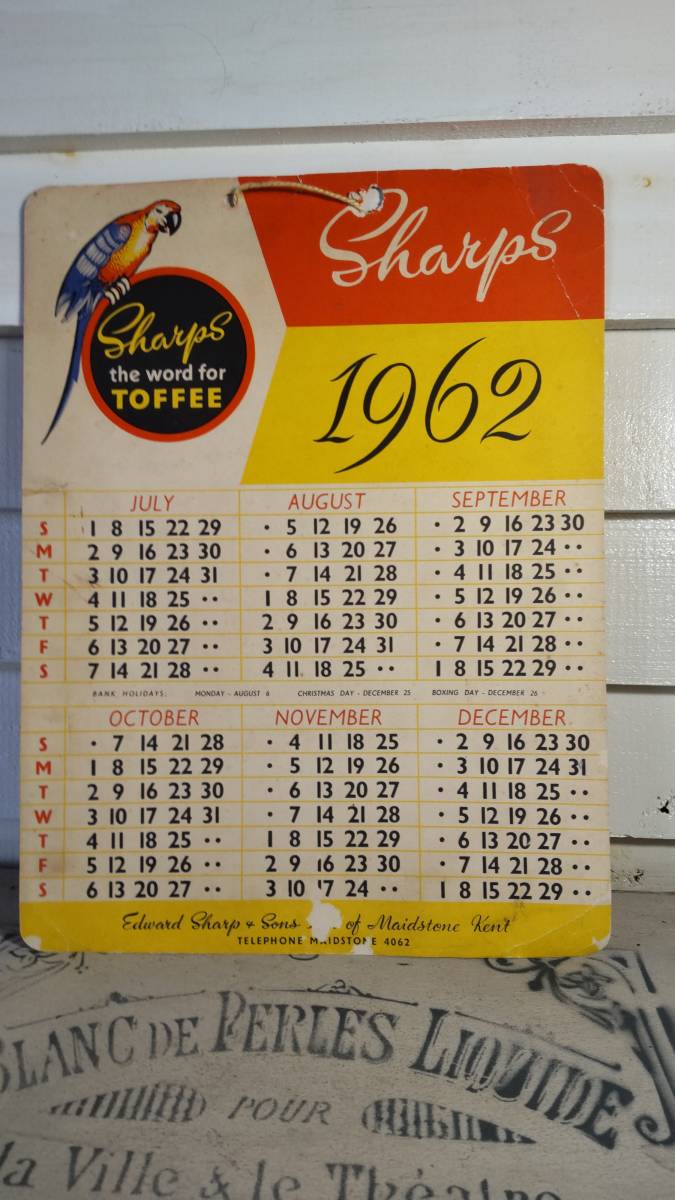 Sharps
Sharps
the word for
TOFFEE
1962
JULY AUGUST SEPTEMBER
S 1 8 15 22 29 • 5 12 19 26 • 2 9 16 23 30
M 2 9 16 23 30 • 6 13 20 27 • 3 10 17 24 • •
T 3 10 17 24 31 • 7 14 21 28 • 4 11 18 25 • •
W 4 11 18 25 • • 1 8 15 22 29 • 5 12 19 26 • •
T 5 12 19 26 • • 2 9 16 23 30 • 6 13 20 27 • •
F 6 13 20 27 • • 3 10 17 24 31 • 7 14 21 28 • •
S 7 14 21 28 • • 4 11 18 25 • • 1 8 15 22 29 • •
BANK HOLIDAYS: MONDAY - AUGUST 6 CHRISTMAS DAY - DECEMBER 25 BOXING DAY - DECEMBER 26
OCTOBER NOVEMBER DECEMBER
S • 7 14 21 28 • 4 11 18 25 • 2 9 16 23 30
M 1 8 15 22 29 • 5 12 19 26 • 3 10 17 24 31
T 2 9 16 23 30 • 6 13 20 27 • 4 11 18 25 • •
W 3 10 17 24 31 • 7 14 21 28 • 5 12 19 26 • •
T 4 11 18 25 • • 1 8 15 22 29 • 6 13 20 27 • •
F 5 12 19 26 • • 2 9 16 23 30 • 7 14 21 28 • •
S 6 13 20 27 • • 3 10 17 24 • • 1 8 15 22 29 • •
Edward Sharp & Sons of Maidstone Kent
TELEPHONE MAIDSTONE 4062
BLANC DE PERLES LIQUIDE
POUR
la Ville & le Théatre